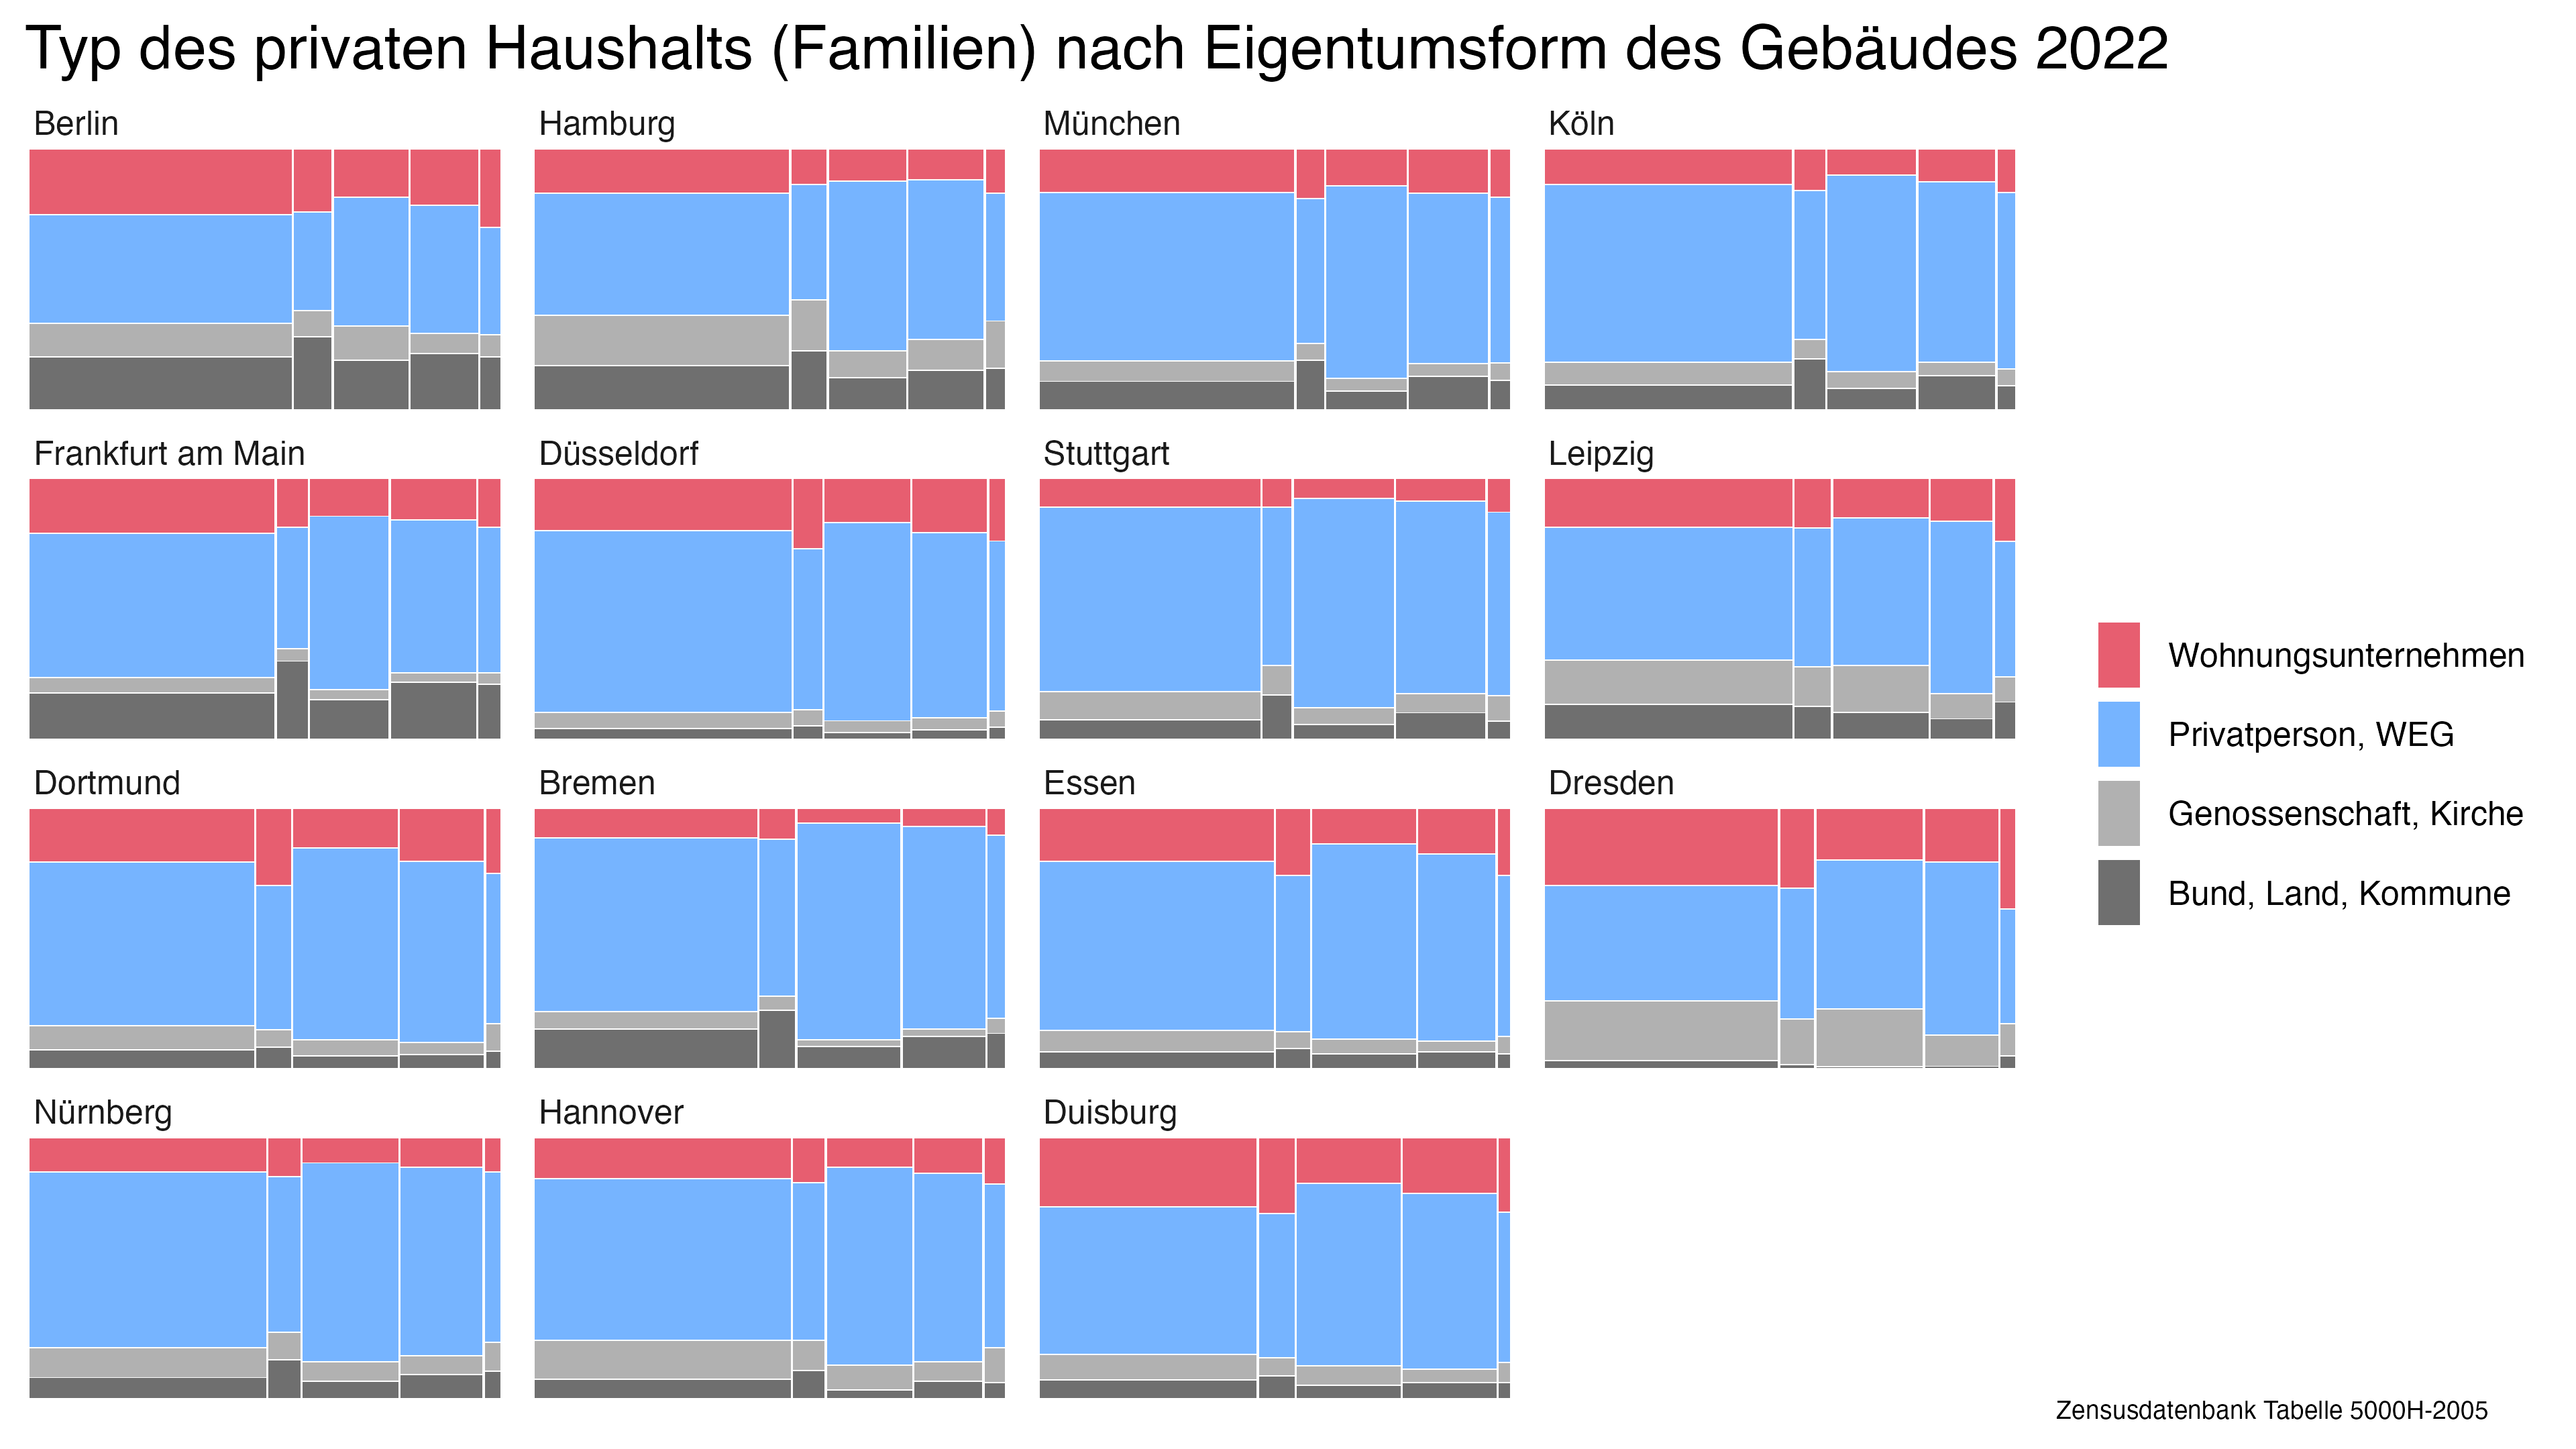 Typ des privaten Haushalts (Familien) nach Eigentumsform des Gebäudes 2022
Berlin
Hamburg
München
Köln
Frankfurt am Main
Düsseldorf
Stuttgart
Leipzig
Dortmund
Bremen
Essen
Dresden
Nürnberg
Hannover
Duisburg
Wohnungsunternehmen
Privatperson, WEG
Genossenschaft, Kirche
Bund, Land, Kommune
Zensusdatenbank Tabelle 5000H-2005